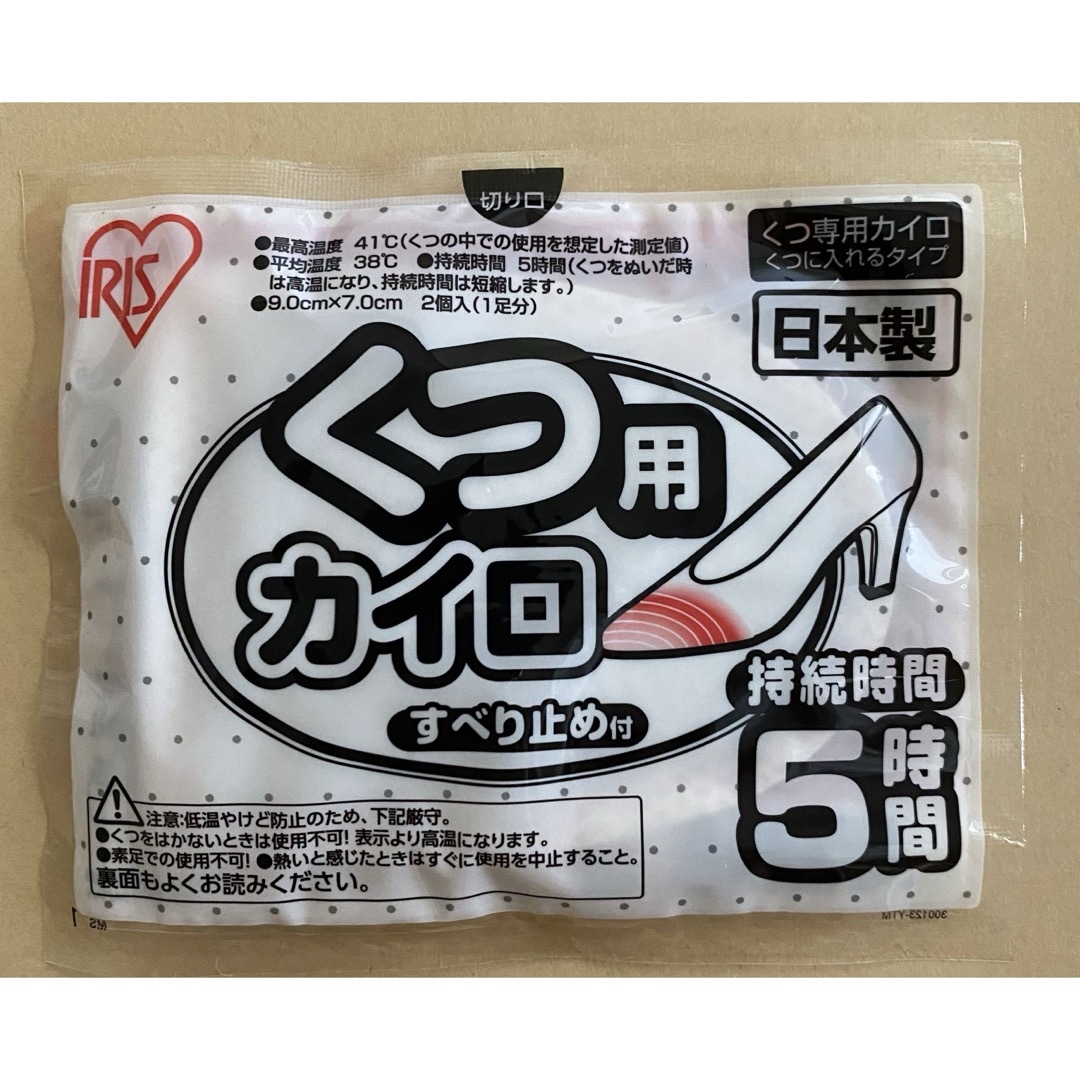 切り口
IRIS
●最高温度 41℃(くつの中での使用を想定した測定値)
●平均温度 38℃ ●持続時間 5時間(くつをぬいだ時
は高温になり、持続時間は短縮します。)
●9.0cm×7.0cm 2個入(1足分)
くつ専用カイロ
くつに入れるタイプ
日本製
くつ用
カイロ
すべり止め付
持続時間
5時間
注意:低温やけど防止のため、下記厳守。
●くつをはかないときは使用不可! 表示より高温になります。
●素足での使用不可! ●熱いと感じたときはすぐに使用を中止すること。
裏面もよくお読みください。
1 MS
300123-YTM